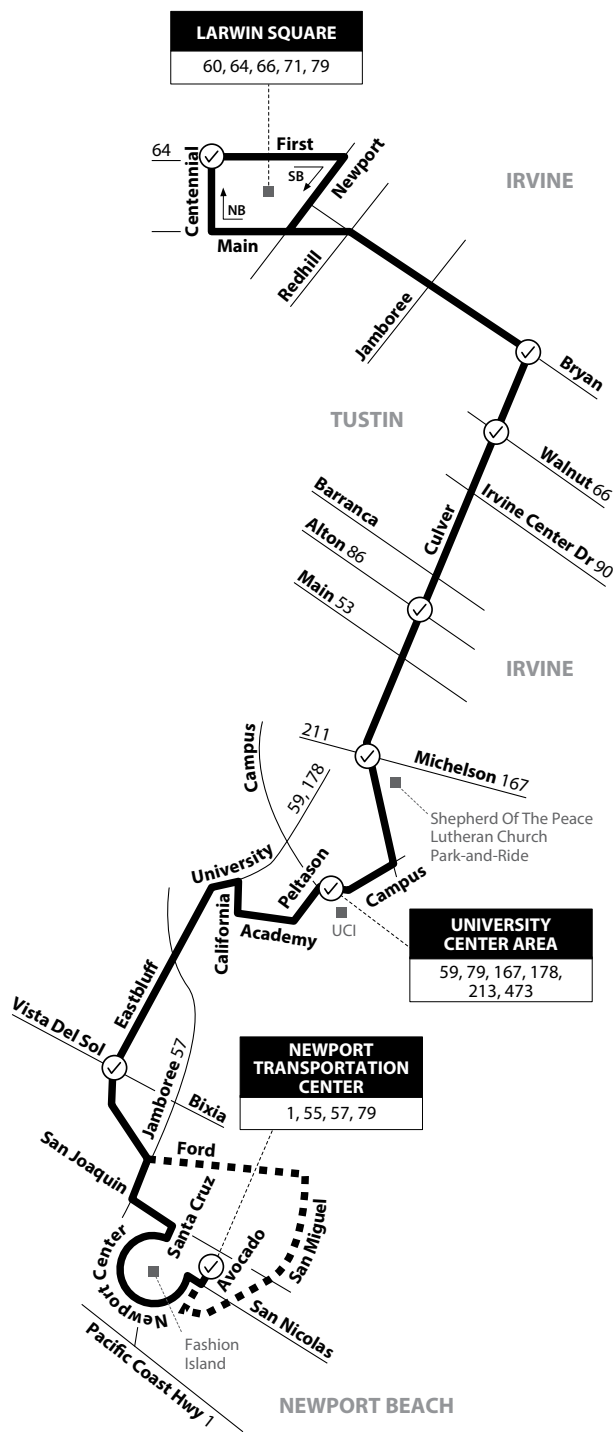 LARWIN SQUARE
60, 64, 66, 71, 79
64
First
Centennial
SB
Newport
NB
IRVINE
Main
Redhill
Jamboree
Bryan
TUSTIN
Walnut 66
Irvine Center Dr 90
Barranca
Culver
Alton 86
Main 53
IRVINE
211
Campus
Michelson 167
59, 178
Shepherd Of The Peace
Lutheran Church
Park-and-Ride
University
Peltason
Campus
California
Academy
UCI
UNIVERSITY
CENTER AREA
59, 79, 167, 178,
213, 473
Eastbluff
Vista Del Sol
Jamboree 57
NEWPORT
TRANSPORTATION
CENTER
1, 55, 57, 79
Bixia
Ford
San Joaquin
Santa Cruz
San Miguel
Avocado
Newport Center
San Nicolas
Fashion
Island
Pacific Coast Hwy 1
NEWPORT BEACH